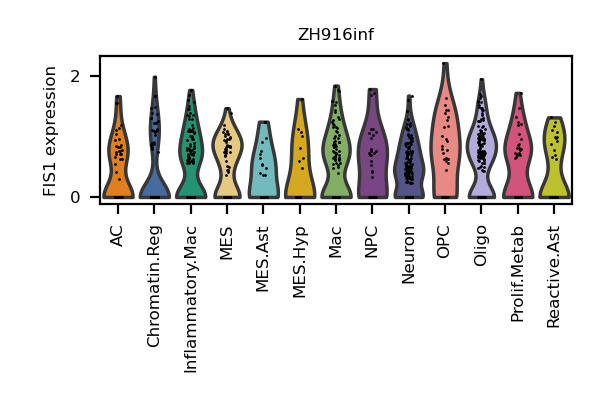 ZH916inf
FIS1 expression
2
0
AC
Chromatin.Reg
Inflammatory.Mac
MES
MES.Ast
MES.Hyp
Mac
NPC
Neuron
OPC
Oligo
Prolif.Metab
Reactive.Ast